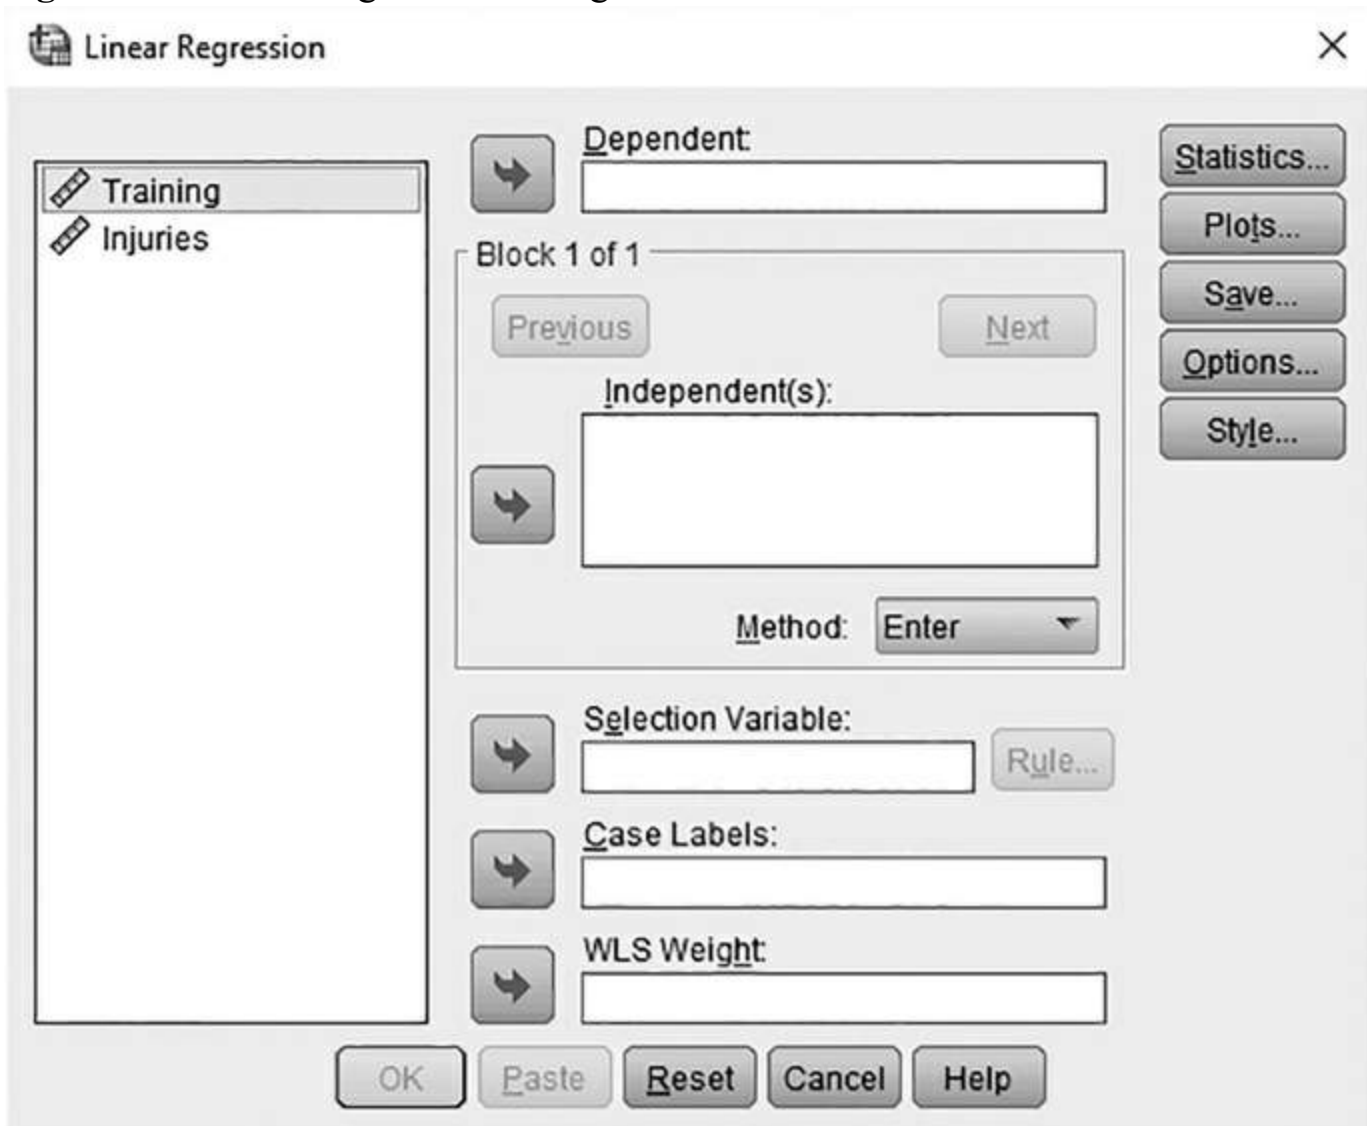 Linear Regression
Training
Injuries
Dependent:
Block 1 of 1
Previous
Next
Independent(s):
Method:
Enter
Selection Variable:
Rule...
Case Labels:
WLS Weight:
Statistics...
Plots...
Save...
Options...
Style...
OK
Paste
Reset
Cancel
Help